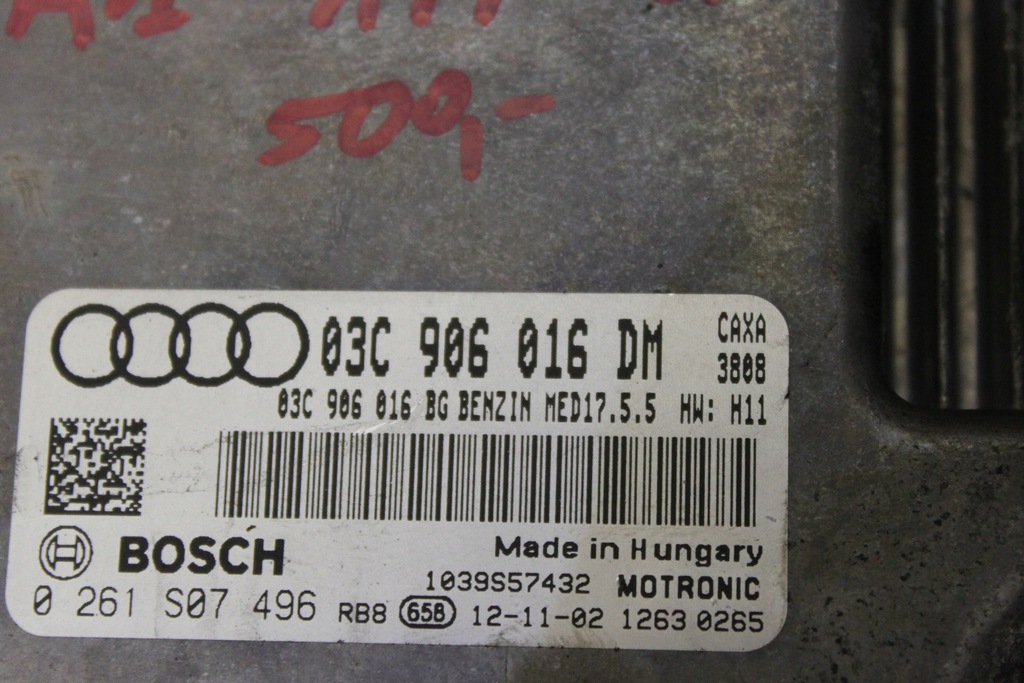 500,-
03C 906 016 DM
CAXA
3808
03C 906 016 BG BENZIN MED17.5.5 HW: H11
BOSCH
Made in Hungary
1039S57432 MOTRONIC
0 261 S07 496 RB8 658 12-11-02 1263 0265